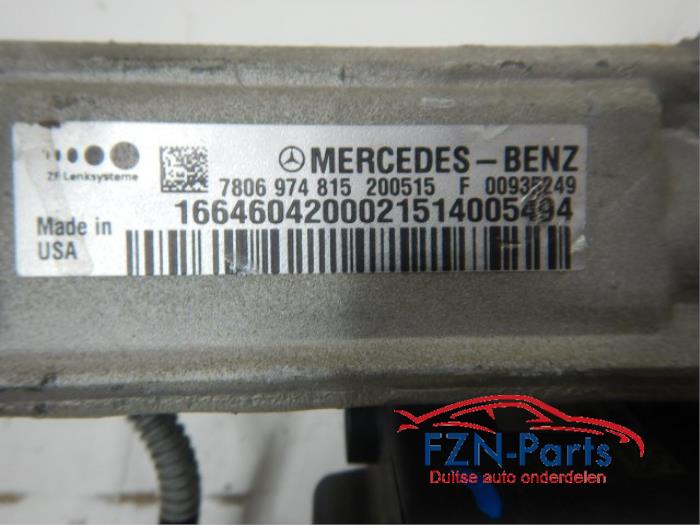 ZF Lenksysteme
MERCEDES-BENZ
7806 974 815 200515 F 00935249
1664604200021514005494
Made in
USA
FZN-Parts
Duitse auto onderdelen